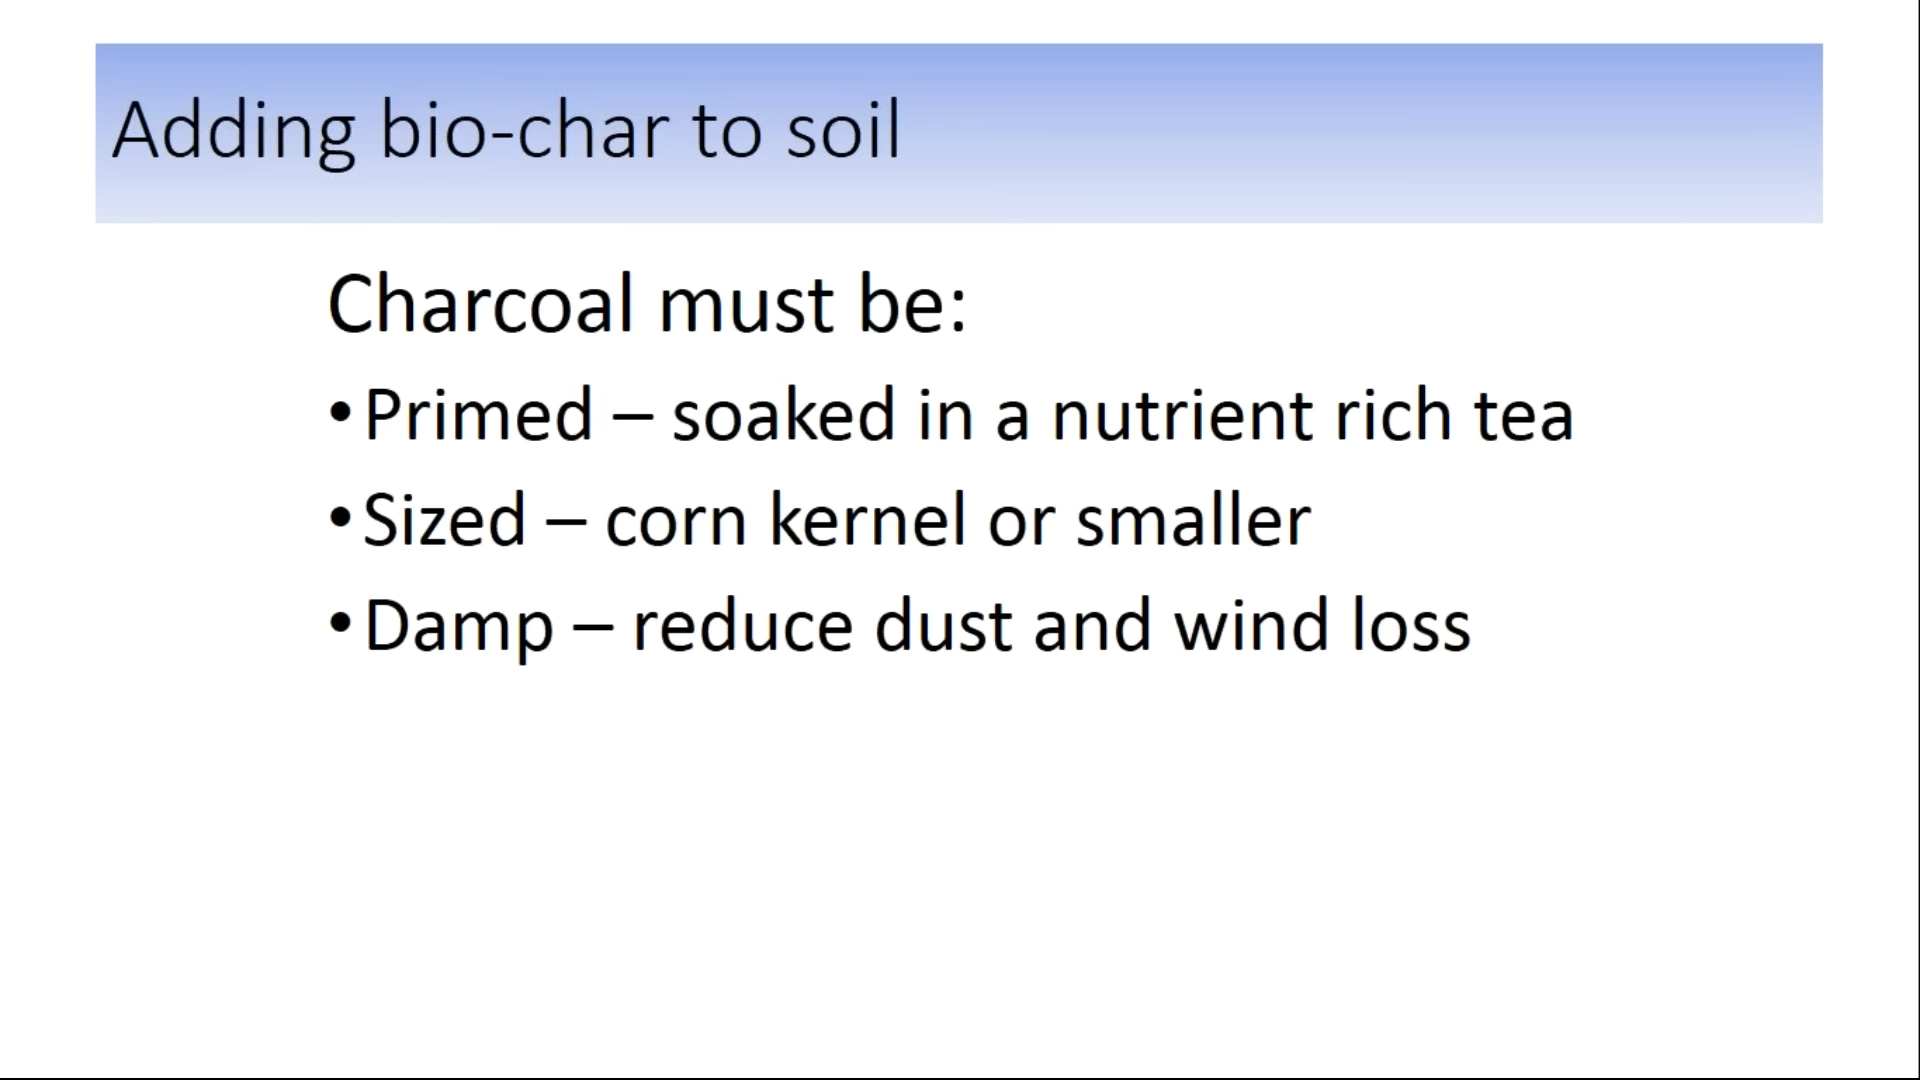 Adding bio-char to soil
Charcoal must be:
•Primed – soaked in a nutrient rich tea
•Sized – corn kernel or smaller
•Damp – reduce dust and wind loss